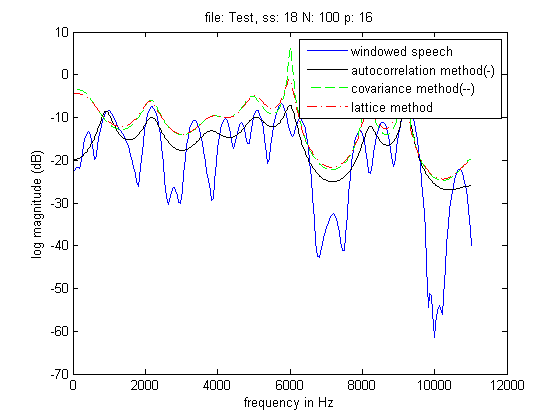 file: Test, ss: 18 N: 100 p: 16
10
0
-10
-20
-30
-40
-50
-60
-70
log magnitude (dB)
windowed speech
autocorrelation method(-)
covariance method(--)
lattice method
0 2000 4000 6000 8000 10000 12000
frequency in Hz